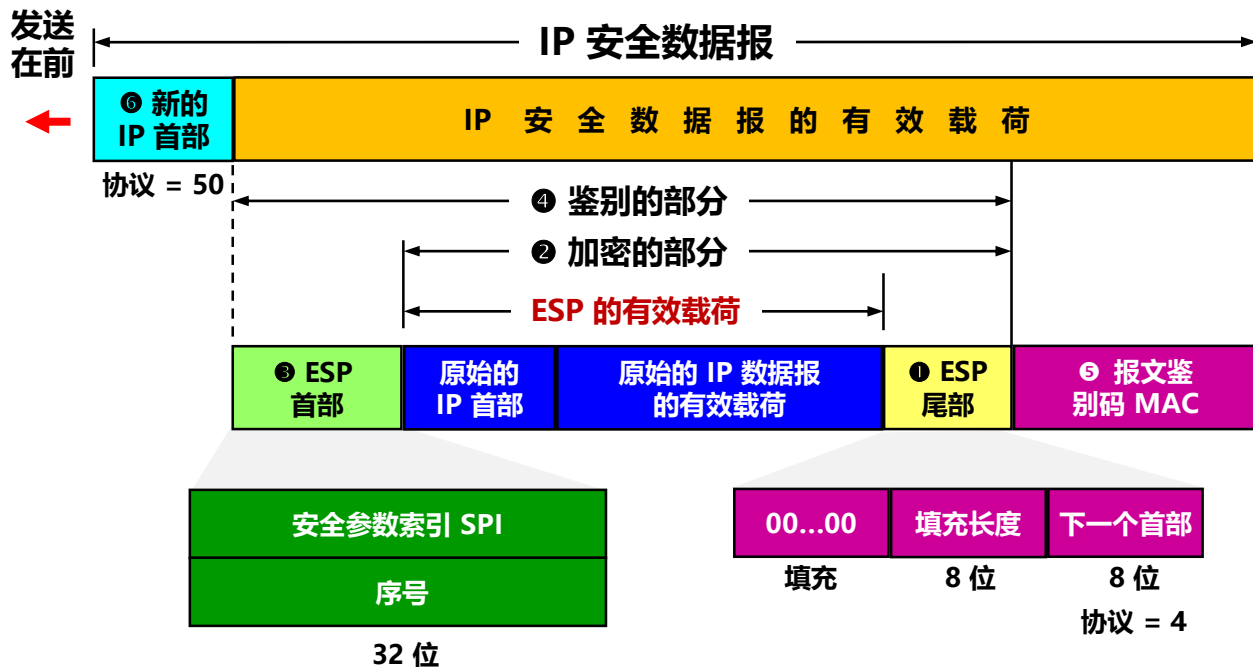 发送
在前
IP 安全数据报
❻ 新的
IP 首部
IP 安 全 数 据 报 的 有 效 载 荷
协议 = 50
❹ 鉴别的部分
❷ 加密的部分
ESP 的有效载荷
❸ ESP
首部
原始的
IP 首部
原始的 IP 数据报
的有效载荷
❶ ESP
尾部
❺ 报文鉴
别码 MAC
安全参数索引 SPI
序号
32 位
00…00
填充长度
下一个首部
填充
8 位
8 位
协议 = 4